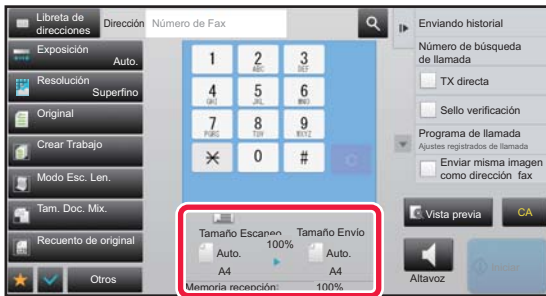 Libreta de
direcciones
Dirección
Número de Fax
Exposición
Auto.
Resolución
Superfino
Original
Crear Trabajo
Modo Esc. Len.
Tam. Doc. Mix.
Recuento de original
Otros
1
2
ABC
3
DEF
4
GHI
5
JKL
6
MNO
7
PQRS
8
TUV
9
WXYZ
0
#
C
Tamaño Escaneo
Tamaño Envío
100%
Auto.
Auto.
A4
A4
Memoria recepción:
100%
Enviando historial
Número de búsqueda
de llamada
TX directa
Sello verificación
Programa de llamada
Ajustes registrados de llamada
Enviar misma imagen
como dirección fax
Vista previa
CA
Altavoz